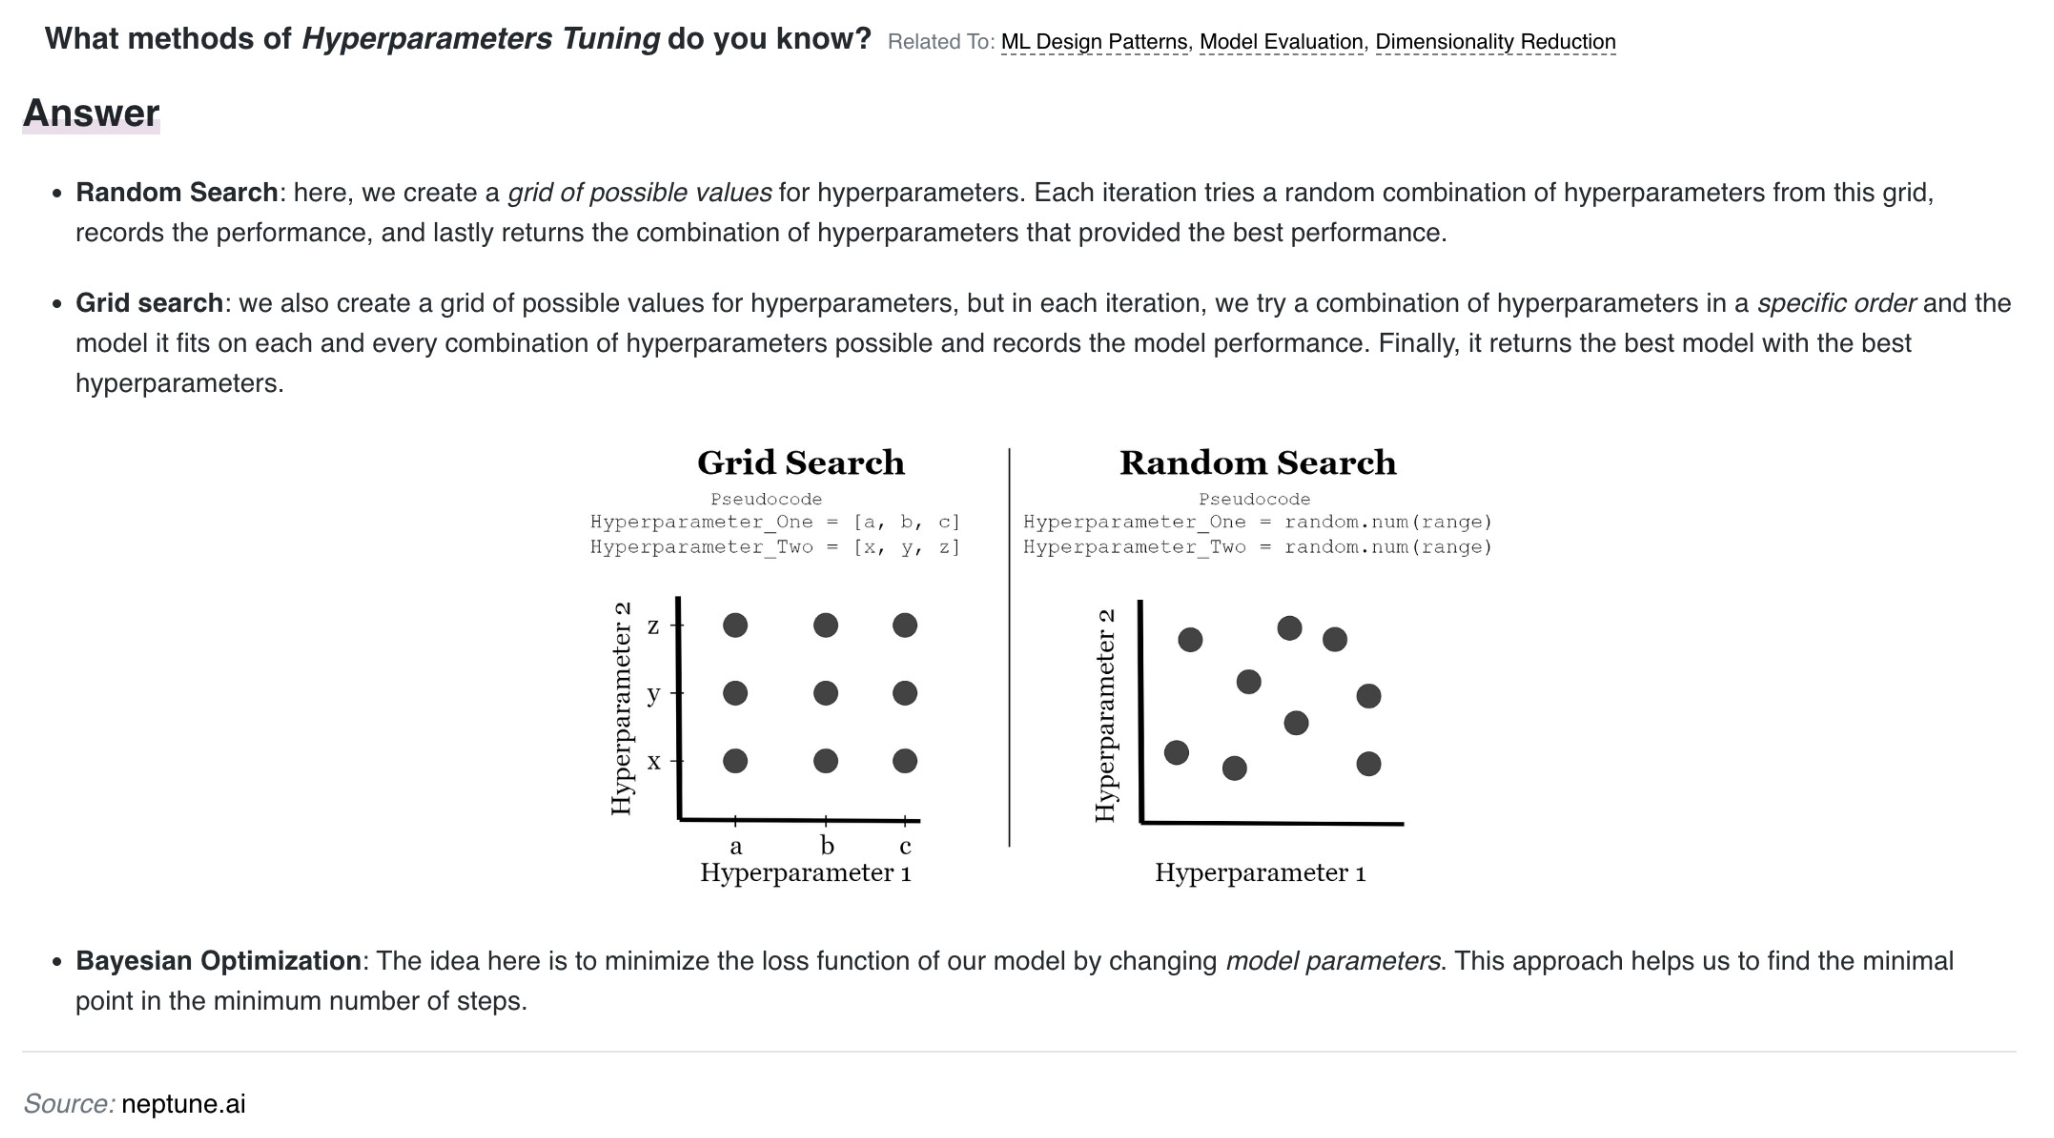 What methods of Hyperparameters Tuning do you know? Related To: ML Design Patterns, Model Evaluation, Dimensionality Reduction
Answer
• Random Search: here, we create a grid of possible values for hyperparameters. Each iteration tries a random combination of hyperparameters from this grid,
records the performance, and lastly returns the combination of hyperparameters that provided the best performance.
• Grid search: we also create a grid of possible values for hyperparameters, but in each iteration, we try a combination of hyperparameters in a specific order and the
model it fits on each and every combination of hyperparameters possible and records the model performance. Finally, it returns the best model with the best
hyperparameters.
Grid Search
Pseudocode
Hyperparameter_One = [a, b, c]
Hyperparameter_Two = [x, y, z]
Hyperparameter 2
z
y
x
a b c
Hyperparameter 1
Random Search
Pseudocode
Hyperparameter_One = random.num(range)
Hyperparameter_Two = random.num(range)
Hyperparameter 2
Hyperparameter 1
• Bayesian Optimization: The idea here is to minimize the loss function of our model by changing model parameters. This approach helps us to find the minimal
point in the minimum number of steps.
Source: neptune.ai